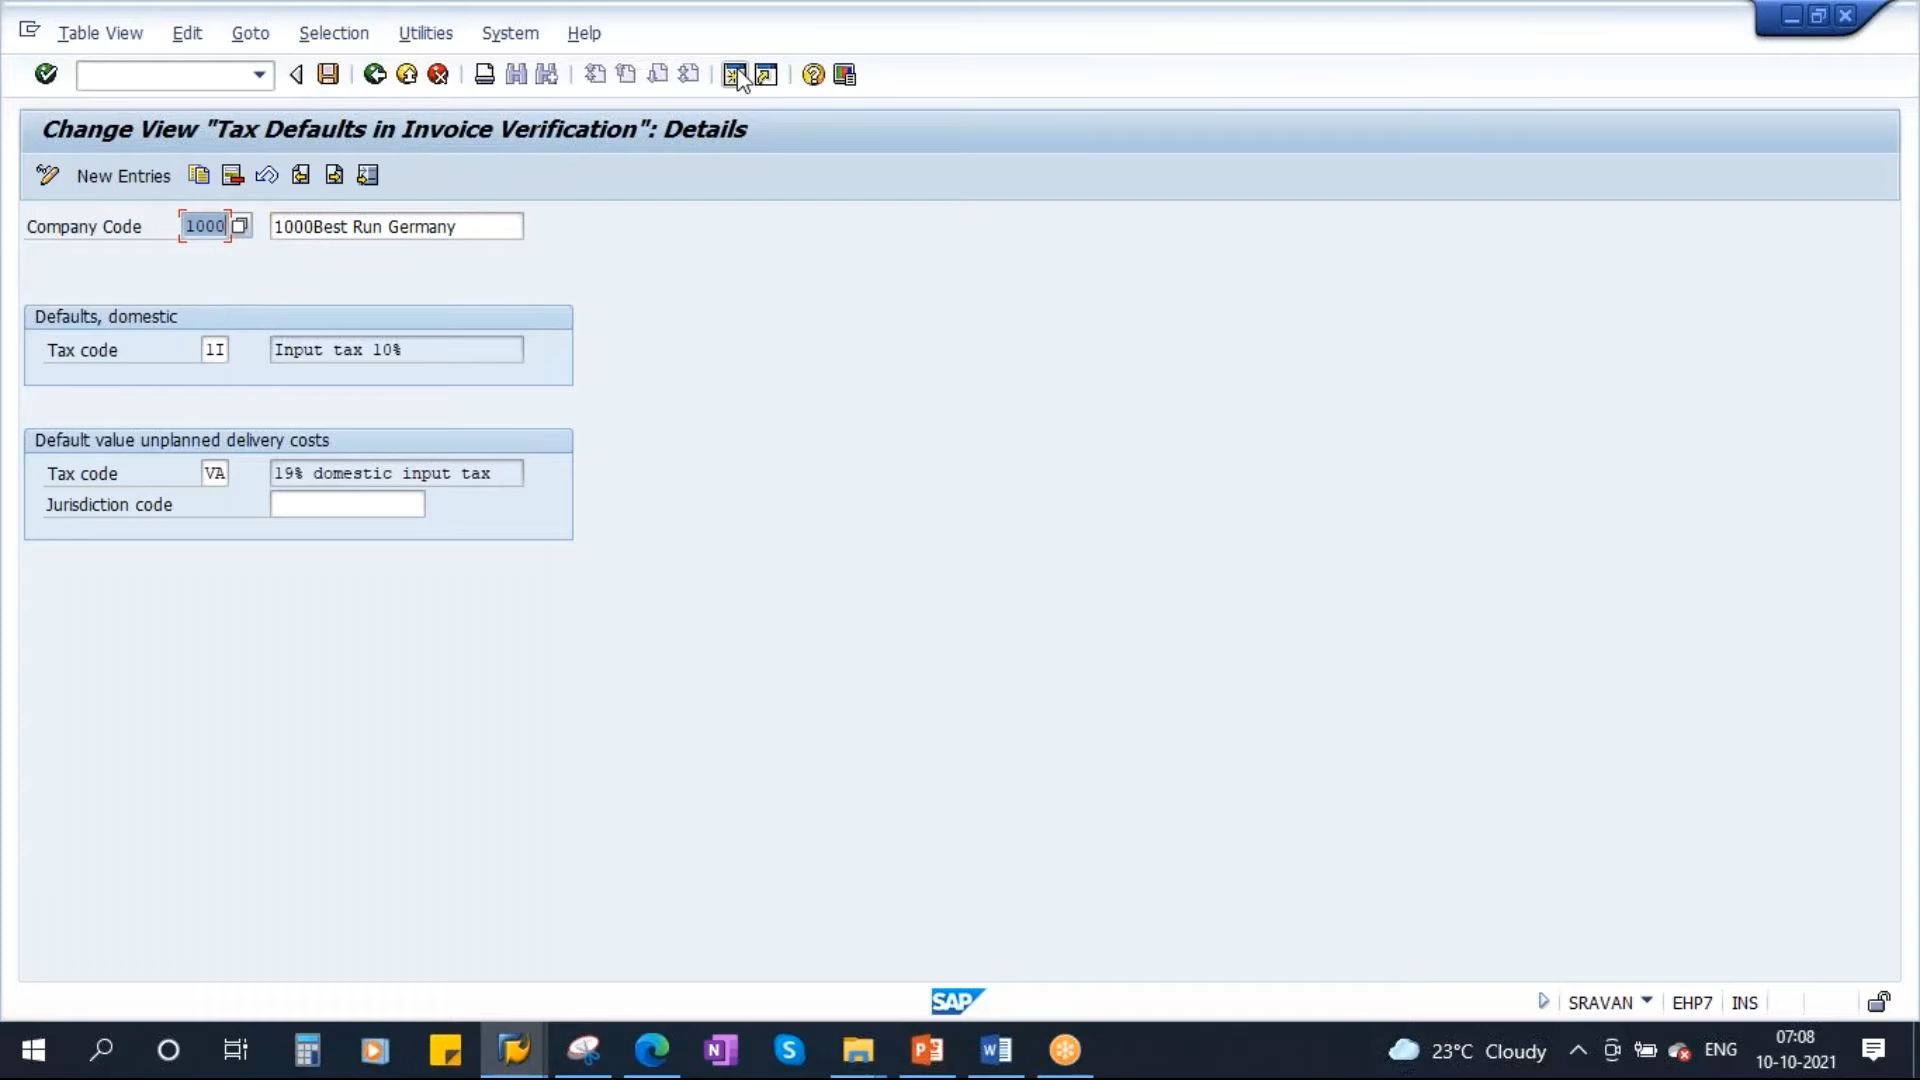 Table View Edit Goto Selection Utilities System Help
Change View "Tax Defaults in Invoice Verification": Details
New Entries
Company Code 1000 1000Best Run Germany
Defaults, domestic
Tax code 1I Input tax 10%
Default value unplanned delivery costs
Tax code VA 19% domestic input tax
Jurisdiction code
SAP
SRAVAN EHP7 INS
23°C Cloudy ENG 07:08
10-10-2021